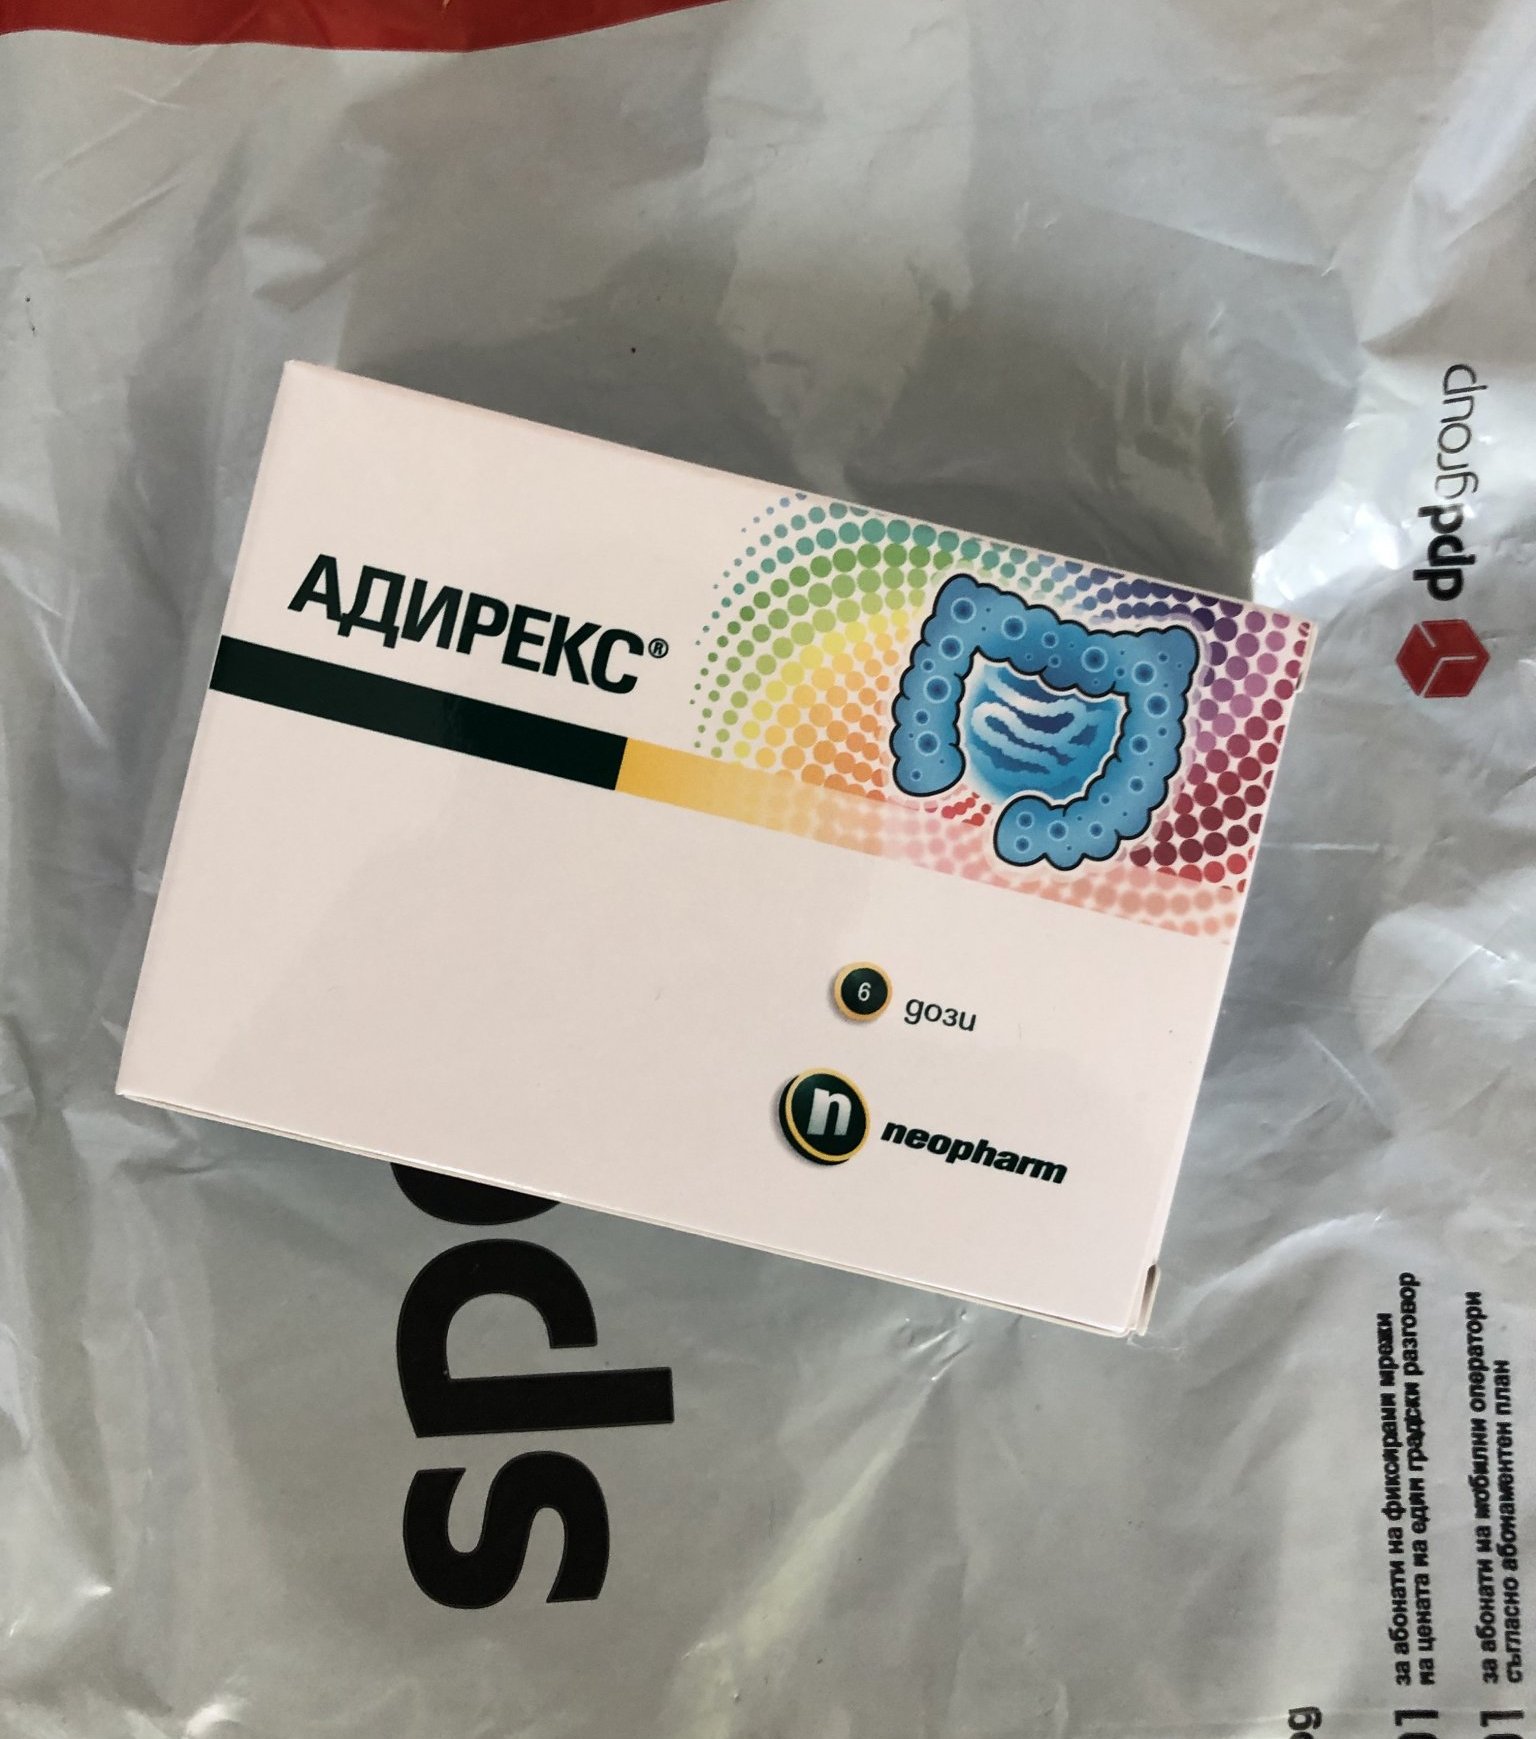 АДИРЕКС®
6 дози
n neopharm
dpdgroup
sp
за абонати на фиксирани мрежи
на цената на един градски разговор
за абонати на мобилни оператори
съгласно абонаментен план